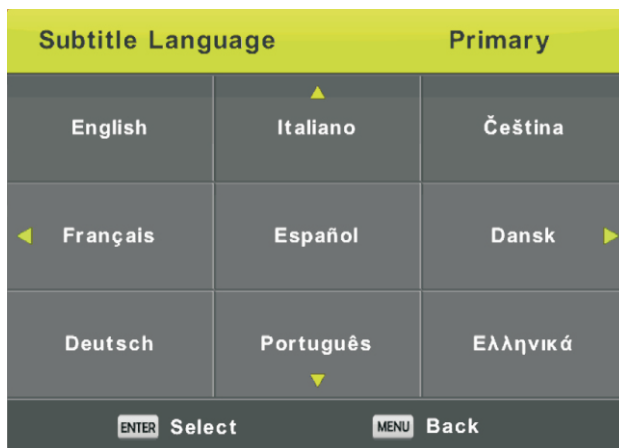 Subtitle Language Primary
English Italiano Čeština
Français Español Dansk
Deutsch Português Ελληνικά
ENTER Select MENU Back